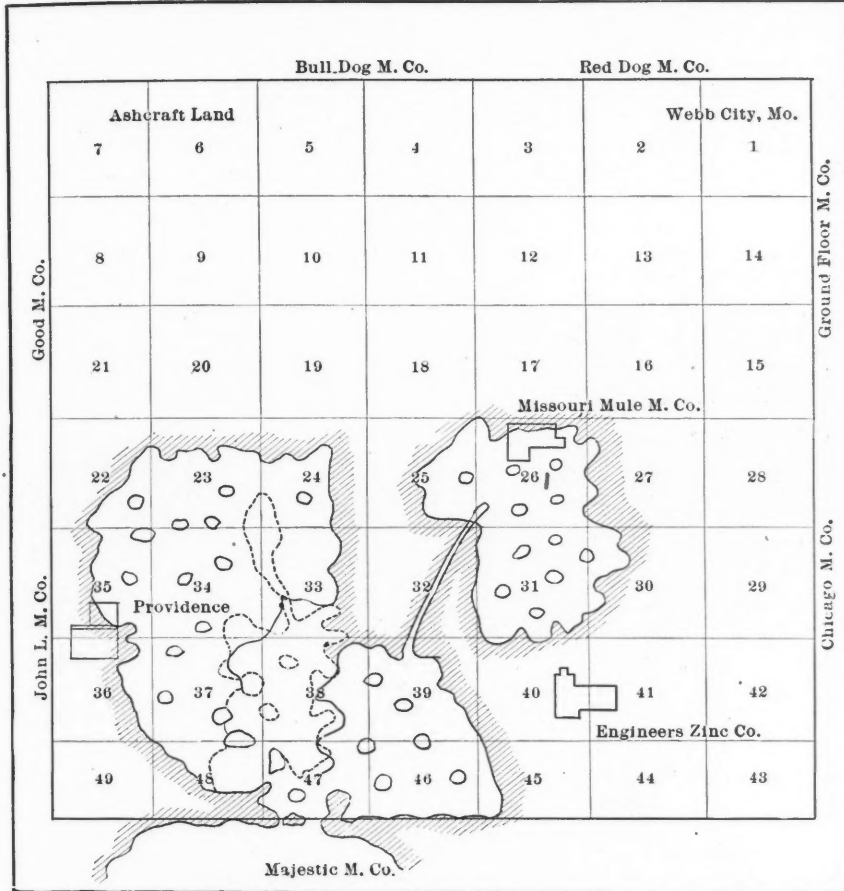 Bull Dog M. Co. Red Dog M. Co.
Ashcraft Land Webb City, Mo.
7 6 5 4 3 2 1
Good M. Co.
Ground Floor M. Co.
8 9 10 11 12 13 14
21 20 19 18 17 16 15
Missouri Mule M. Co.
22 23 24 25 26 27 28
35 34 33 32 31 30 29
Providence
John L. M. Co.
Chicago M. Co.
36 37 38 39 40 41 42
Engineers Zinc Co.
49 48 47 46 45 44 43
Majestic M. Co.